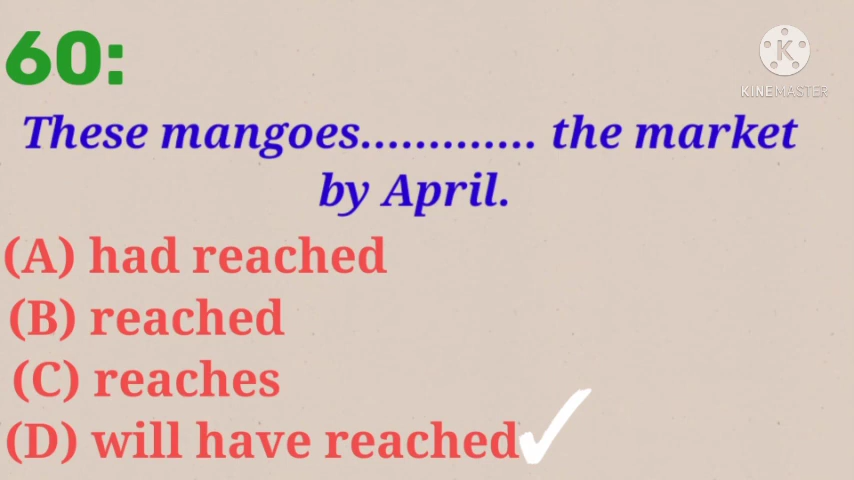 60:
K
KINEMASTER
These mangoes............. the market
by April.
(A) had reached
(B) reached
(C) reaches
(D) will have reached